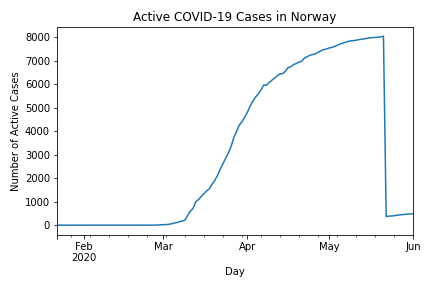 Active COVID-19 Cases in Norway
Number of Active Cases
8000
7000
6000
5000
4000
3000
2000
1000
0
Feb
2020
Mar
Apr
May
Jun
Day